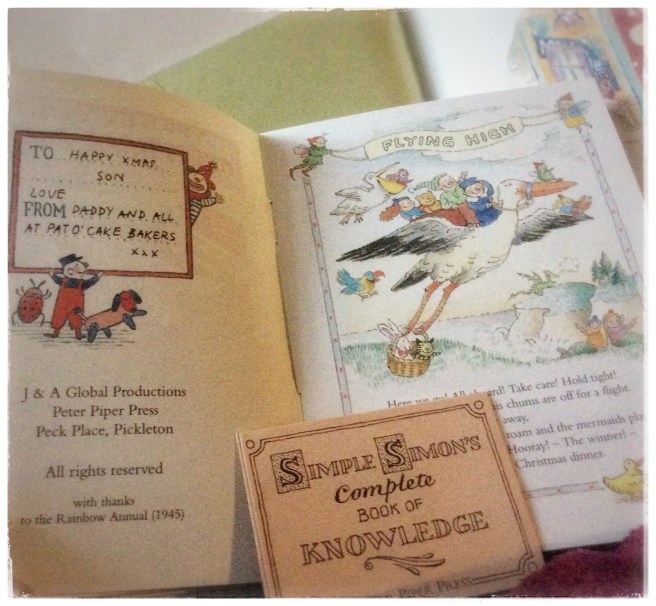 TO HAPPY XMAS
SON
LOVE
FROM DADDY AND ALL
AT PAT O' CAKE BAKERS
x x x
J & A Global Productions
Peter Piper Press
Peck Place, Pickleton
All rights reserved
with thanks
to the Rainbow Annual (1945)
FLYING HIGH
Here we go! All aboard! Take care! Hold tight!
his chums are off for a flight.
away,
roam and the mermaids play
Hooray! – The winner! –
Christmas dinner.
SIMPLE SIMON'S
Complete
BOOK OF
KNOWLEDGE
PIPER PRESS